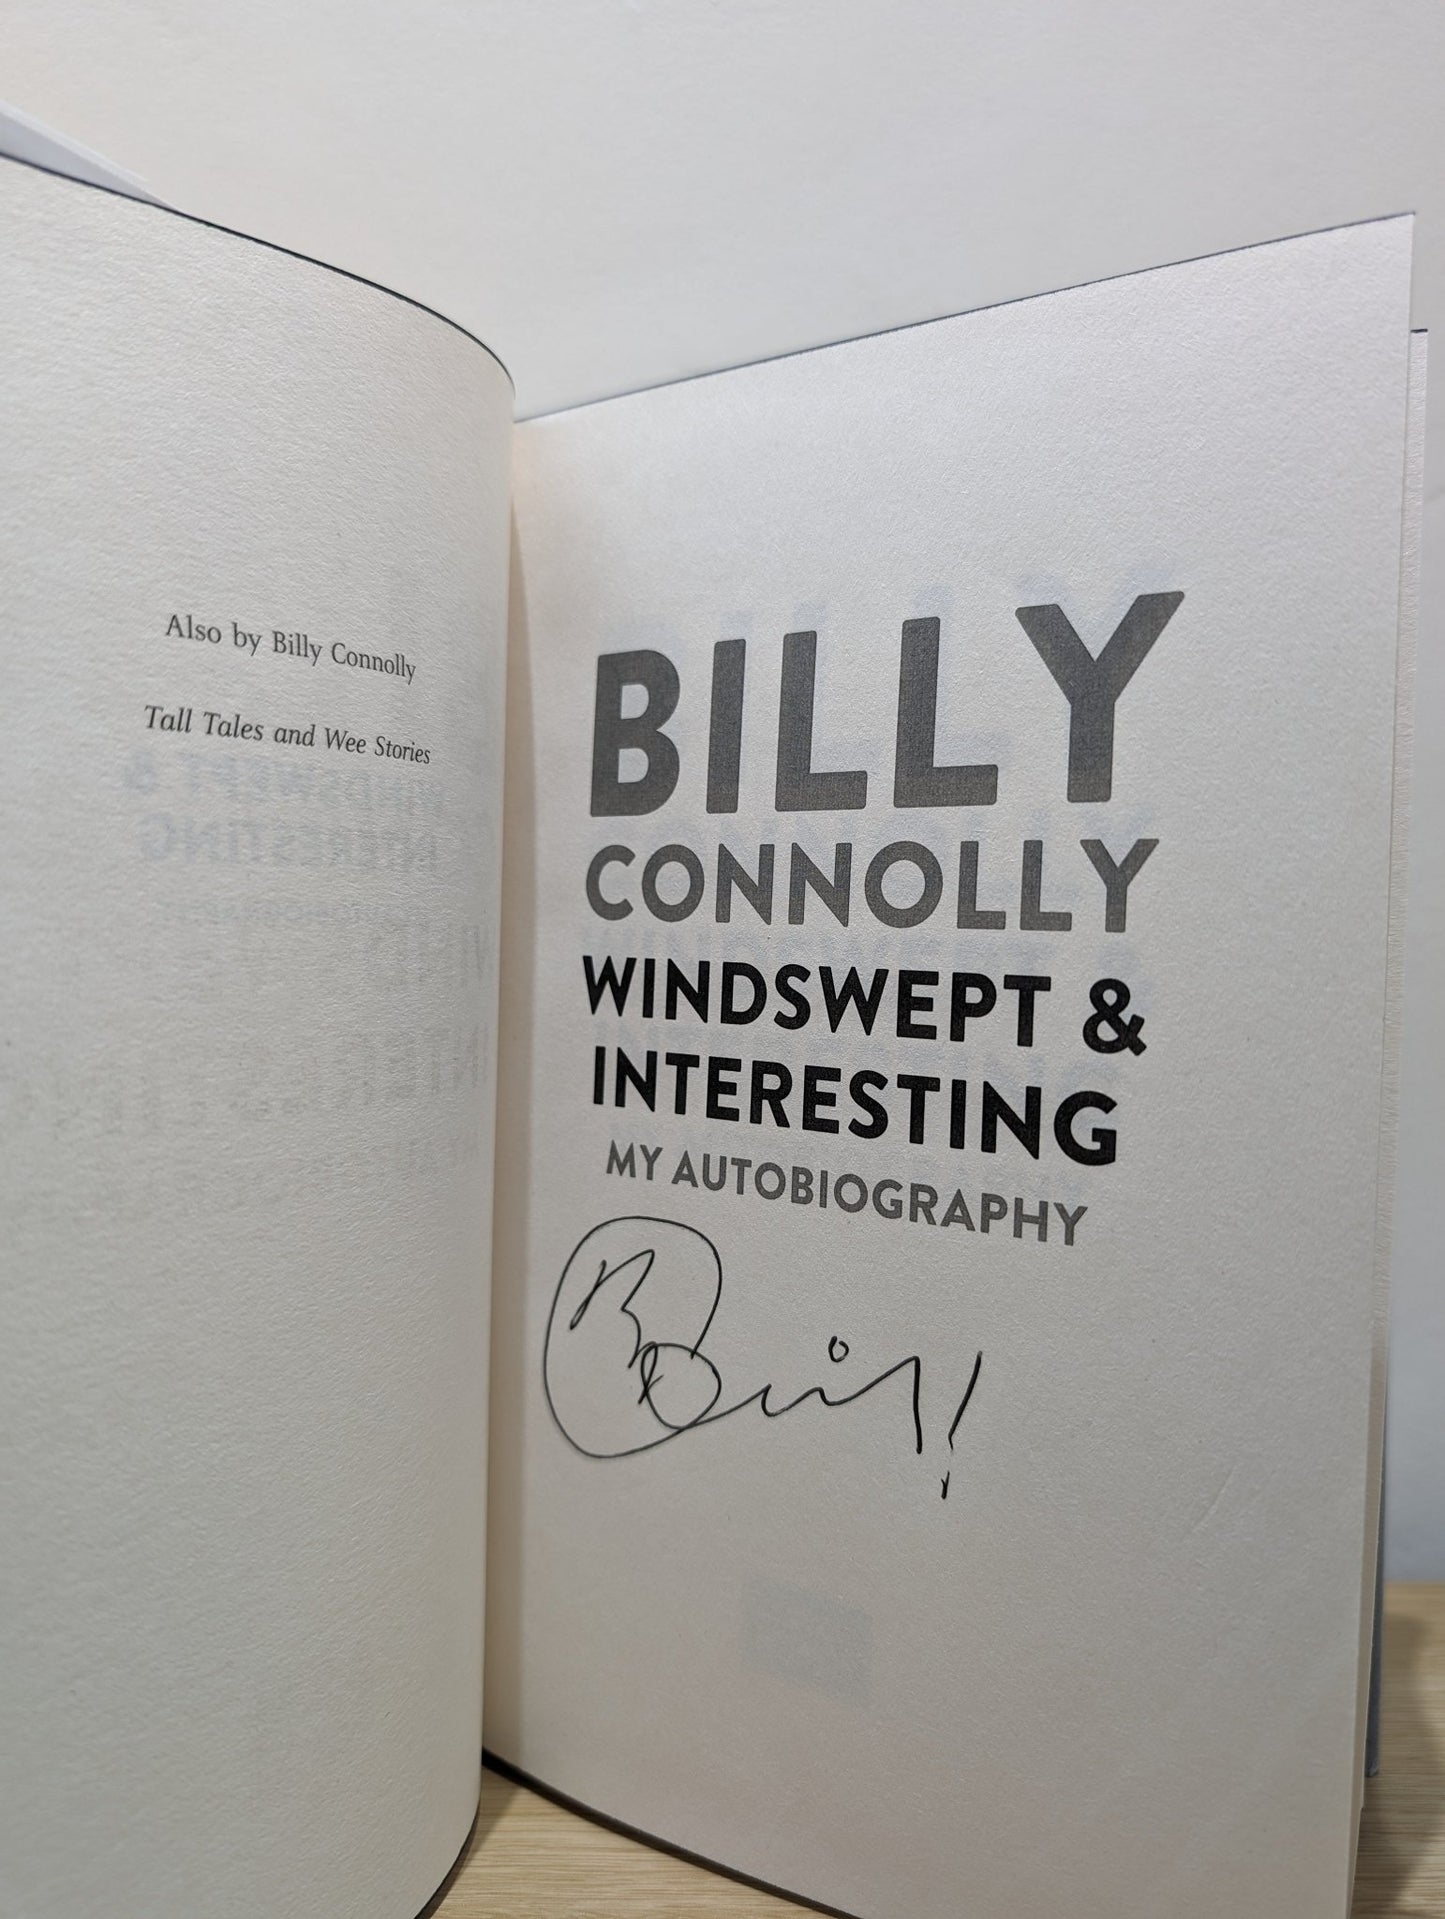 Also by Billy Connolly
Tall Tales and Wee Stories
BILLY
CONNOLLY
WINDSWEPT &
INTERESTING
MY AUTOBIOGRAPHY